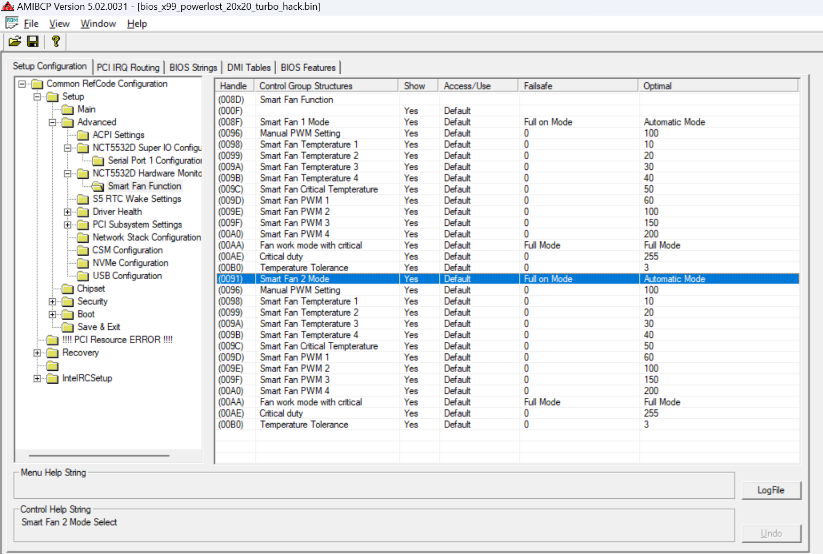 AMIBCP Version 5.02.0031 - [bios_x99_powerlost_20x20_turbo_hack.bin]
File View Window Help
Setup Configuration PCI IRQ Routing BIOS Strings DMI Tables BIOS Features
Common RefCode Configuration
Setup
Main
Advanced
ACPI Settings
NCT5532D Super IO Configu
Serial Port 1 Configuration
NCT5532D Hardware Monito
Smart Fan Function
S5 RTC Wake Settings
Driver Health
PCI Subsystem Settings
Network Stack Configuration
CSM Configuration
NVMe Configuration
USB Configuration
Chipset
Security
Boot
Save & Exit
!!!! PCI Resource ERROR !!!!
Recovery
IntelRCSetup
Handle Control Group Structures Show Access/Use Failsafe Optimal
(008D) Smart Fan Function
(000F) Yes Default
(008F) Smart Fan 1 Mode Yes Default Full on Mode Automatic Mode
(0096) Manual PWM Setting Yes Default 0 100
(0098) Smart Fan Tempterature 1 Yes Default 0 10
(0099) Smart Fan Tempterature 2 Yes Default 0 20
(009A) Smart Fan Tempterature 3 Yes Default 0 30
(009B) Smart Fan Tempterature 4 Yes Default 0 40
(009C) Smart Fan Critical Tempterature Yes Default 0 50
(009D) Smart Fan PWM 1 Yes Default 0 60
(009E) Smart Fan PWM 2 Yes Default 0 100
(009F) Smart Fan PWM 3 Yes Default 0 150
(00A0) Smart Fan PWM 4 Yes Default 0 200
(00AA) Fan work mode with critical Yes Default Full Mode Full Mode
(00AE) Critical duty Yes Default 0 255
(00B0) Temperature Tolerance Yes Default 0 3
(0091) Smart Fan 2 Mode Yes Default Full on Mode Automatic Mode
(0096) Manual PWM Setting Yes Default 0 100
(0098) Smart Fan Tempterature 1 Yes Default 0 10
(0099) Smart Fan Tempterature 2 Yes Default 0 20
(009A) Smart Fan Tempterature 3 Yes Default 0 30
(009B) Smart Fan Tempterature 4 Yes Default 0 40
(009C) Smart Fan Critical Tempterature Yes Default 0 50
(009D) Smart Fan PWM 1 Yes Default 0 60
(009E) Smart Fan PWM 2 Yes Default 0 100
(009F) Smart Fan PWM 3 Yes Default 0 150
(00A0) Smart Fan PWM 4 Yes Default 0 200
(00AA) Fan work mode with critical Yes Default Full Mode Full Mode
(00AE) Critical duty Yes Default 0 255
(00B0) Temperature Tolerance Yes Default 0 3
Menu Help String
LogFile
Control Help String
Smart Fan 2 Mode Select
Undo